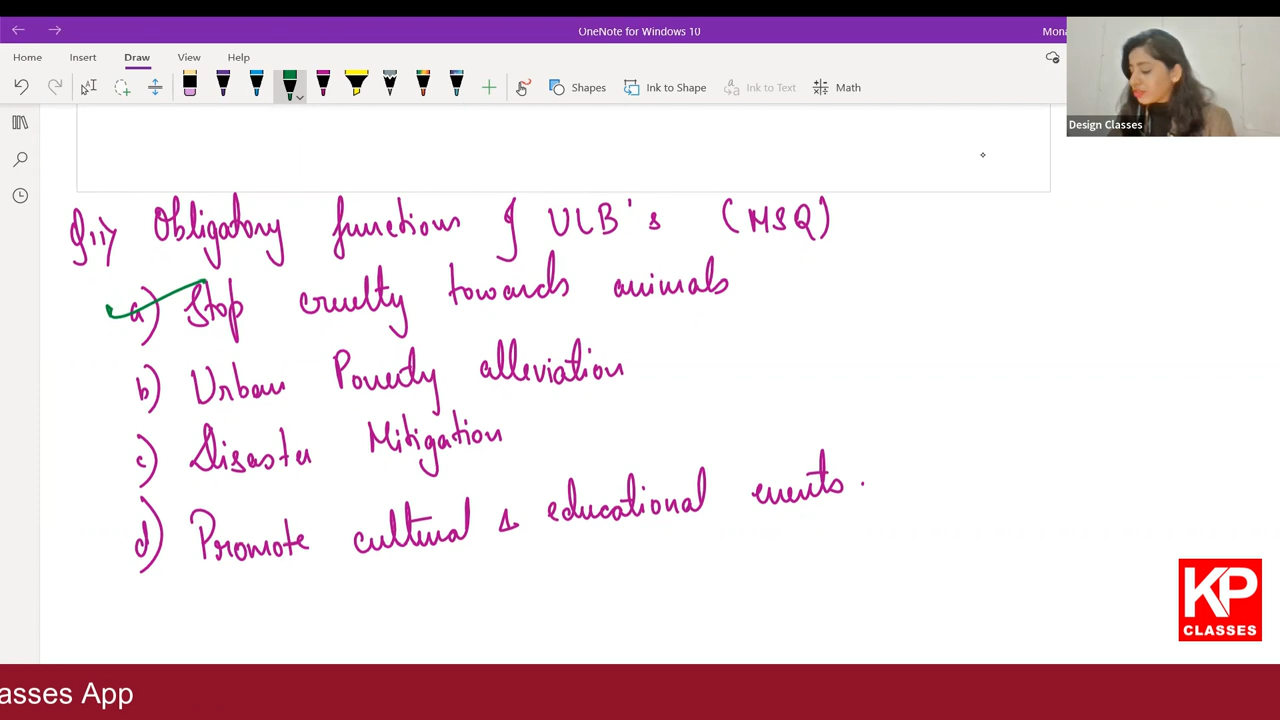 OneNote for Windows 10
Mona
Home Insert Draw View Help
Shapes Ink to Shape Ink to Text Math
Design Classes
Q11) Obligatory functions of ULB's (MSQ)
a) Stop cruelty towards animals
b) Urban Poverty alleviation
c) Disaster Mitigation
d) Promote cultural & educational events.
KP
CLASSES
asses App